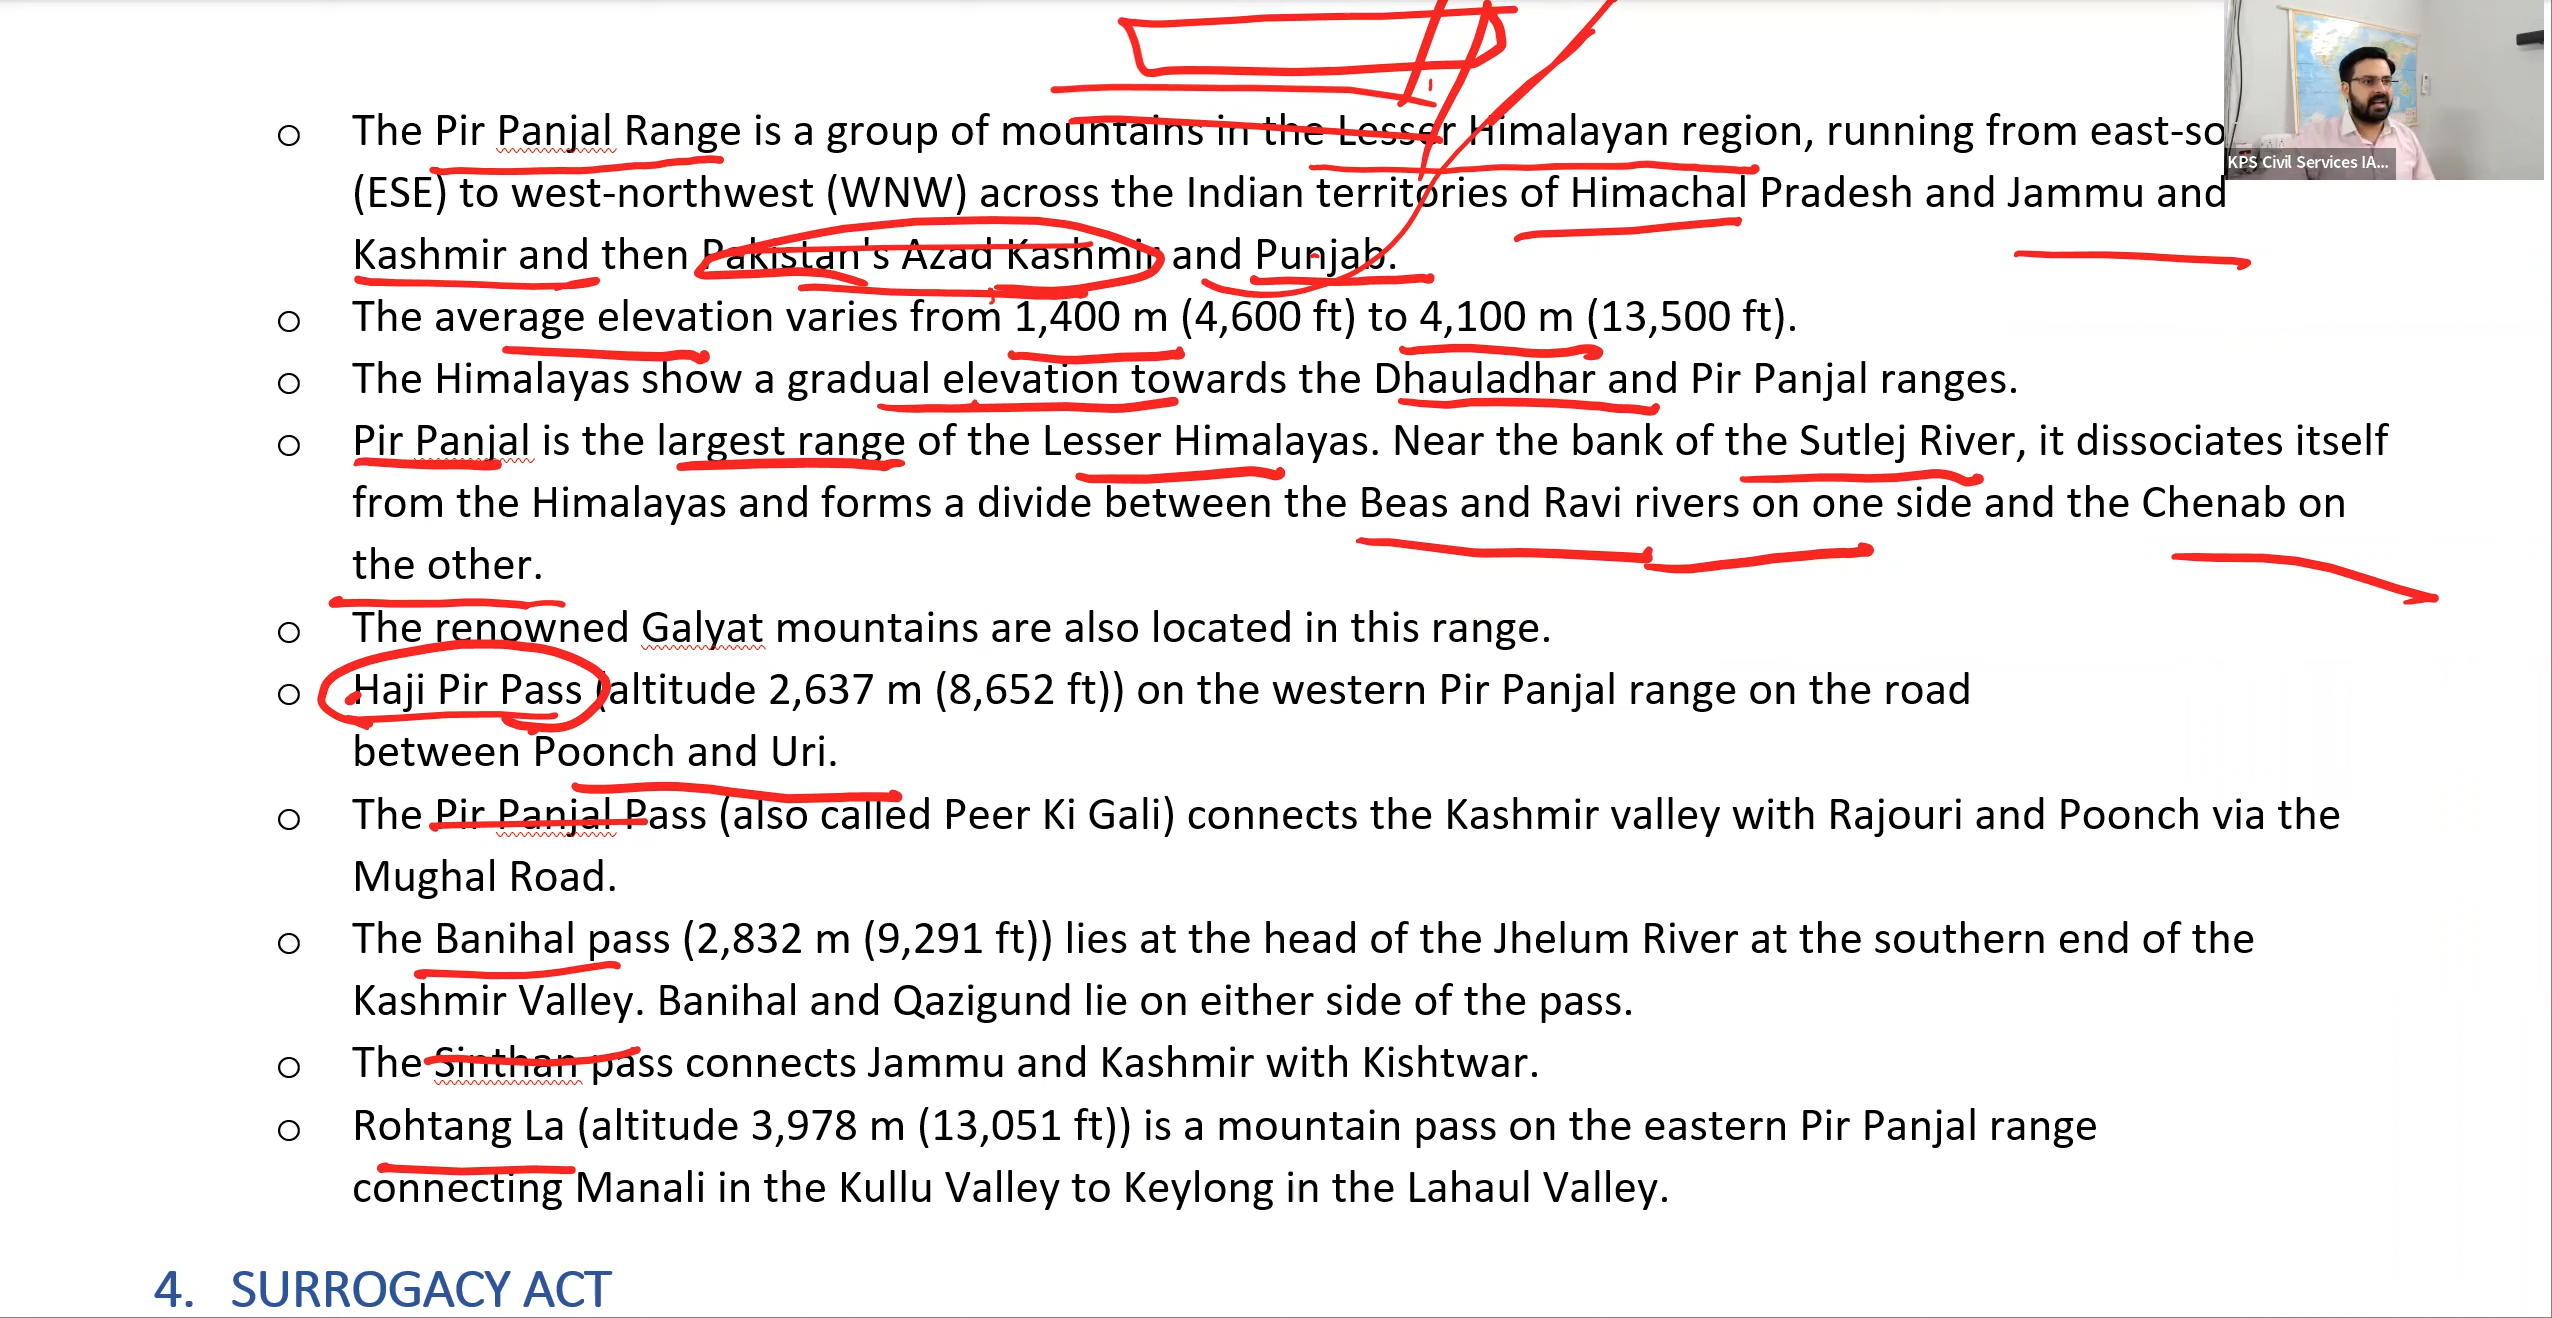 The Pir Panjal Range is a group of mountains in the Lesser Himalayan region, running from east-so
(ESE) to west-northwest (WNW) across the Indian territories of Himachal Pradesh and Jammu and
Kashmir and then Pakistan's Azad Kashmir and Punjab.
The average elevation varies from 1,400 m (4,600 ft) to 4,100 m (13,500 ft).
The Himalayas show a gradual elevation towards the Dhauladhar and Pir Panjal ranges.
Pir Panjal is the largest range of the Lesser Himalayas. Near the bank of the Sutlej River, it dissociates itself
from the Himalayas and forms a divide between the Beas and Ravi rivers on one side and the Chenab on
the other.
The renowned Galyat mountains are also located in this range.
Haji Pir Pass (altitude 2,637 m (8,652 ft)) on the western Pir Panjal range on the road
between Poonch and Uri.
The Pir Panjal Pass (also called Peer Ki Gali) connects the Kashmir valley with Rajouri and Poonch via the
Mughal Road.
The Banihal pass (2,832 m (9,291 ft)) lies at the head of the Jhelum River at the southern end of the
Kashmir Valley. Banihal and Qazigund lie on either side of the pass.
The Sinthan pass connects Jammu and Kashmir with Kishtwar.
Rohtang La (altitude 3,978 m (13,051 ft)) is a mountain pass on the eastern Pir Panjal range
connecting Manali in the Kullu Valley to Keylong in the Lahaul Valley.
4. SURROGACY ACT
KPS Civil Services IA...